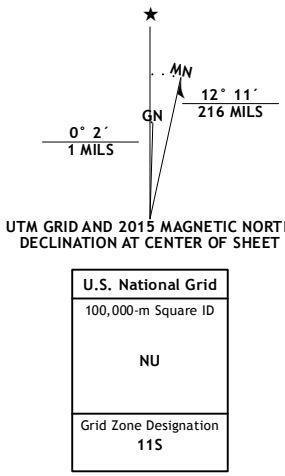 ★
MN
GN
12° 11´
216 MILS
0° 2´
1 MILS
UTM GRID AND 2015 MAGNETIC NORTH
DECLINATION AT CENTER OF SHEET
U.S. National Grid
100,000-m Square ID
NU
Grid Zone Designation
11S